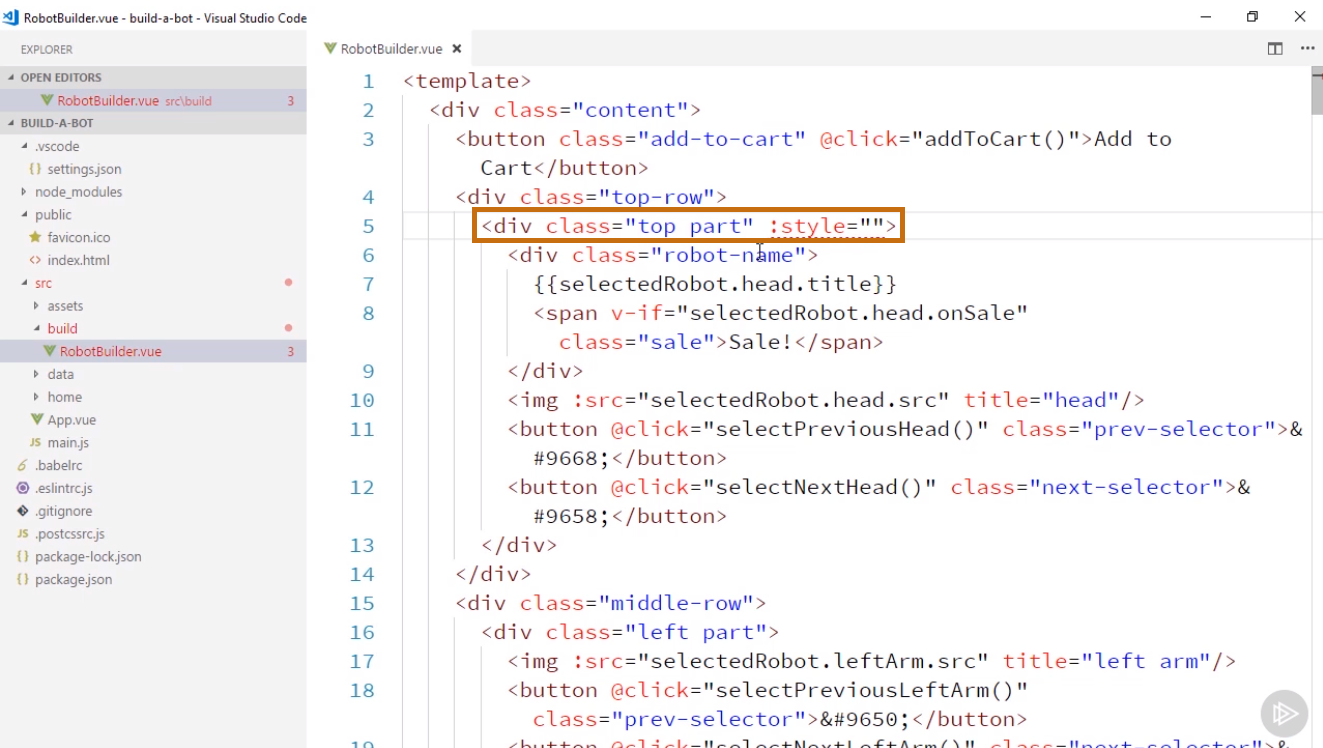 RobotBuilder.vue - build-a-bot - Visual Studio Code
EXPLORER
OPEN EDITORS
RobotBuilder.vue src\build 3
BUILD-A-BOT
.vscode
{} settings.json
node_modules
public
favicon.ico
<> index.html
src
assets
build
RobotBuilder.vue 3
data
home
App.vue
JS main.js
.babelrc
.eslintrc.js
.gitignore
JS .postcssrc.js
{} package-lock.json
{} package.json
RobotBuilder.vue
1 <template>
2 <div class="content">
3 <button class="add-to-cart" @click="addToCart()">Add to
Cart</button>
4 <div class="top-row">
5 <div class="top part" :style="">
6 <div class="robot-name">
7 {{selectedRobot.head.title}}
8 <span v-if="selectedRobot.head.onSale"
class="sale">Sale!</span>
9 </div>
10 <img :src="selectedRobot.head.src" title="head"/>
11 <button @click="selectPreviousHead()" class="prev-selector">&
#9668;</button>
12 <button @click="selectNextHead()" class="next-selector">&
#9658;</button>
13 </div>
14 </div>
15 <div class="middle-row">
16 <div class="left part">
17 <img :src="selectedRobot.leftArm.src" title="left arm"/>
18 <button @click="selectPreviousLeftArm()"
class="prev-selector">&#9650;</button>
19 <button @click="selectNextLeftArm()" class="next-selector">&